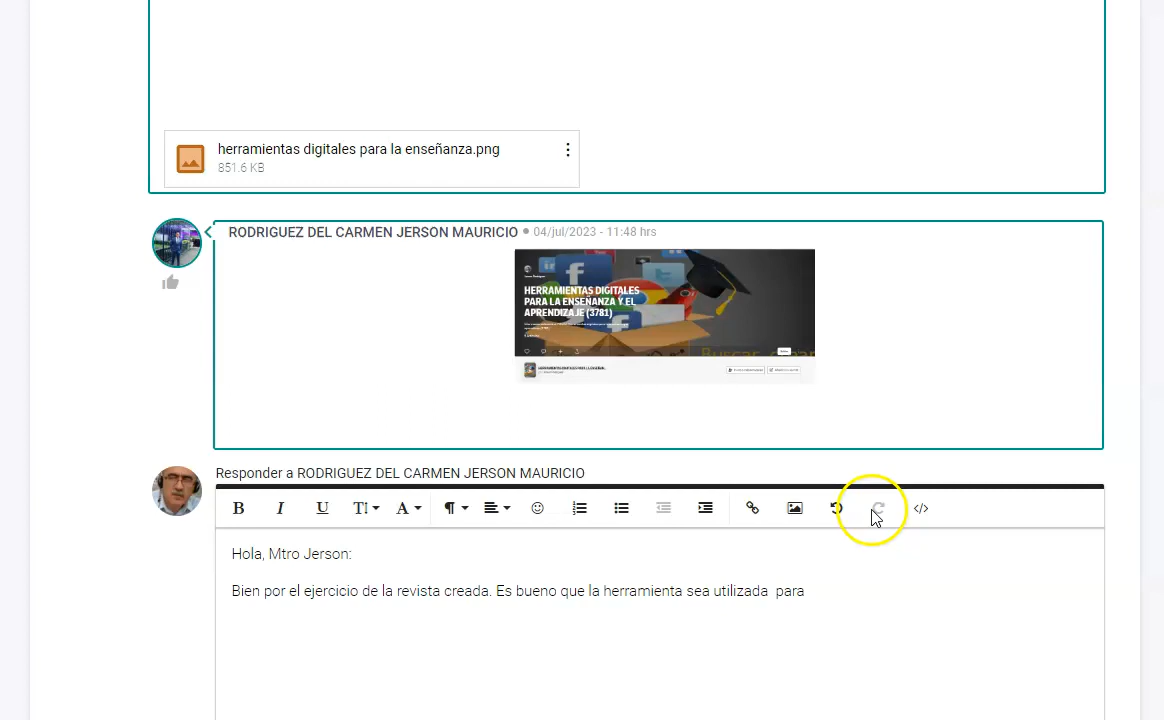 herramientas digitales para la enseñanza.png
851.6 KB
RODRIGUEZ DEL CARMEN JERSON MAURICIO • 04/jul/2023 - 11:48 hrs
HERRAMIENTAS DIGITALES
PARA LA ENSEÑANZA Y EL
APRENDIZAJE (3781)
Responder a RODRIGUEZ DEL CARMEN JERSON MAURICIO
B I U T A
Hola, Mtro Jerson:
Bien por el ejercicio de la revista creada. Es bueno que la herramienta sea utilizada  para